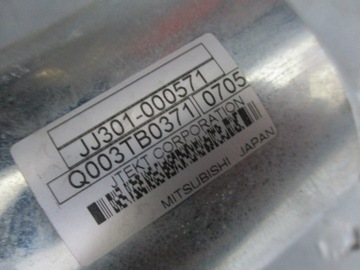 JJ301-000571
Q003TB0371 0705
JTEKT CORPORATION
MITSUBISHI JAPAN